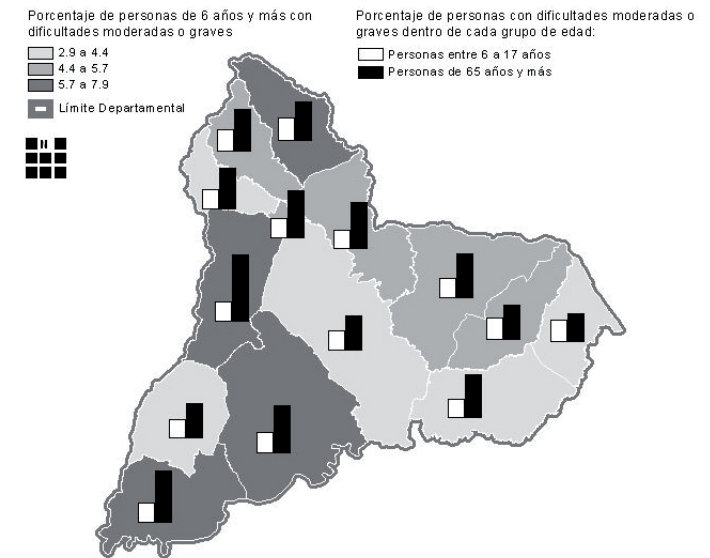 Porcentaje de personas de 6 años y más con
dificultades moderadas o graves
2.9 a 4.4
4.4 a 5.7
5.7 a 7.9
Límite Departamental
N
Porcentaje de personas con dificultades moderadas o
graves dentro de cada grupo de edad:
Personas entre 6 a 17 años
Personas de 65 años y más